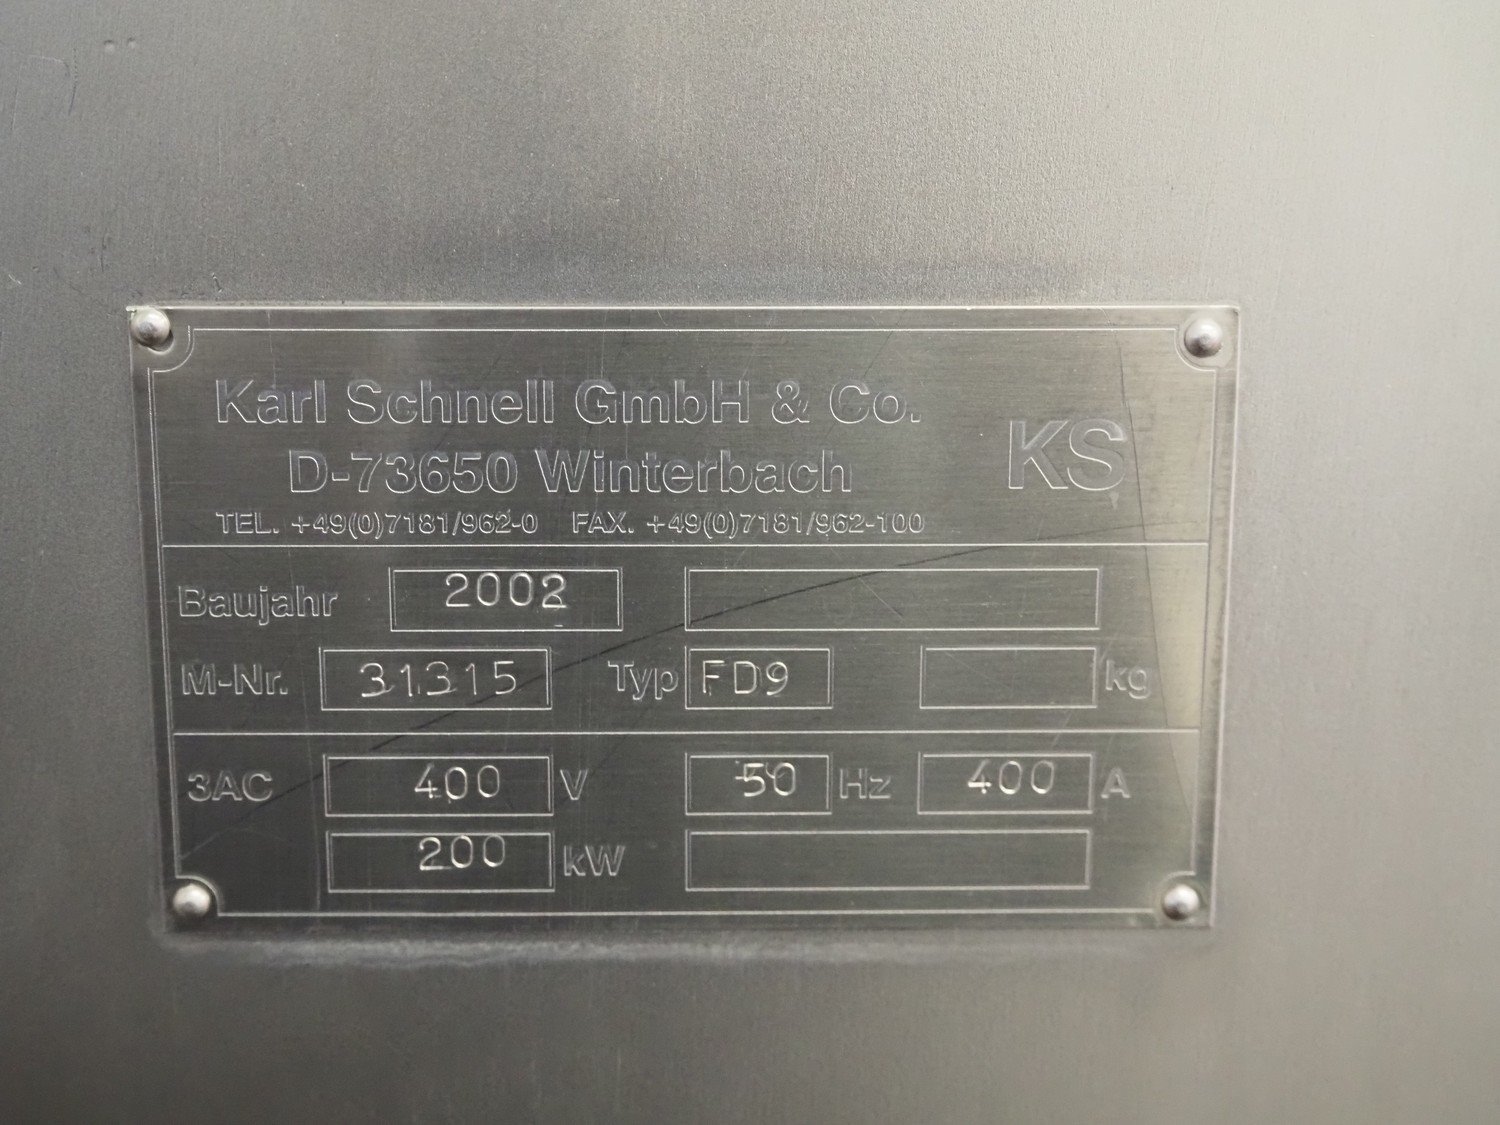 Karl Schnell GmbH & Co.
D-73650 Winterbach
KS
TEL. +49(0)7181/962-0 FAX. +49(0)7181/962-100
Baujahr 2002
M-Nr. 31315 Typ FD9 kg
3AC 400 V 50 Hz 400 A
200 kW